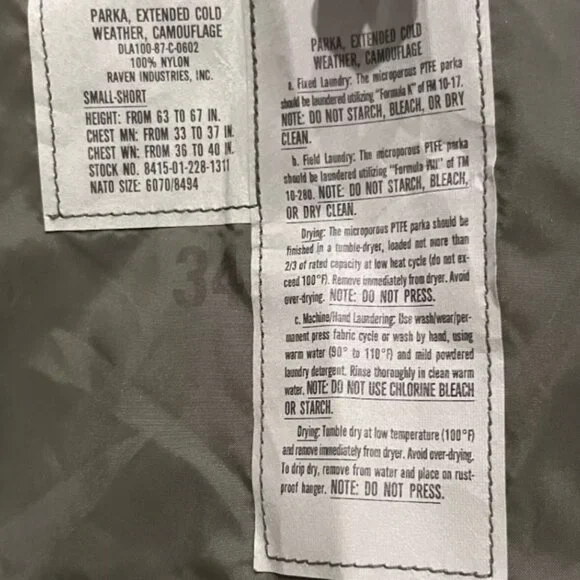 PARKA, EXTENDED COLD
WEATHER, CAMOUFLAGE
DLA100-87-C-0602
100% NYLON
RAVEN INDUSTRIES, INC.
SMALL-SHORT
HEIGHT: FROM 63 TO 67 IN.
CHEST MN: FROM 33 TO 37 IN.
CHEST WN: FROM 36 TO 40 IN.
STOCK NO. 8415-01-228-1311
NATO SIZE: 6070/8494
34
PARKA, EXTENDED COLD
WEATHER, CAMOUFLAGE
a. Fixed Laundry: The microporous PTFE parka
should be laundered utilizing "Formula N" of FM 10-17.
NOTE: DO NOT STARCH, BLEACH, OR DRY
CLEAN.
b. Field Laundry: The microporous PTFE parka
should be laundered utilizing "Formula of TM
10-280. NOTE: DO NOT STARCH, BLEACH,
OR DRY CLEAN.
Drying: The microporous PTFE parka should be
finished in a tumble-dryer, loaded not more than
2/3 of rated capacity at low heat cycle (do not ex-
ceed 100°F). Remove immediately from dryer. Avoid
over-drying. NOTE: DO NOT PRESS.
c. Machine/Hand Laundering: Use wash/wear/per-
manent press fabric cycle or wash by hand, using
warm water (90° to 110°F) and mild powdered
laundry detergent. Rinse thoroughly in clean warm
water. NOTE: DO NOT USE CHLORINE BLEACH
OR STARCH.
Drying: Tumble dry at low temperature (100°F)
and remove immediately from dryer. Avoid over-drying.
To drip dry, remove from water and place on rust-
proof hanger. NOTE: DO NOT PRESS.